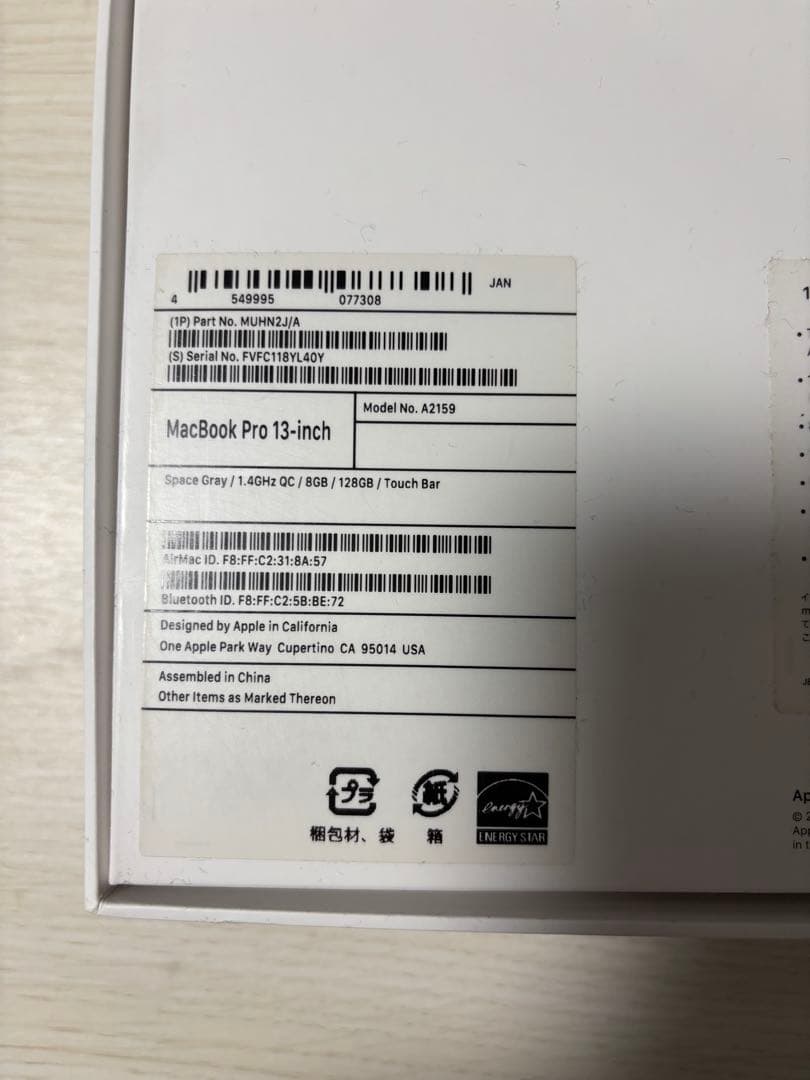 JAN
4 549995 077308
(1P) Part No. MUHN2J/A
(S) Serial No. FVFC118YL40Y
MacBook Pro 13-inch
Model No. A2159
Space Gray / 1.4GHz QC / 8GB / 128GB / Touch Bar
AirMac ID. F8:FF:C2:31:8A:57
Bluetooth ID. F8:FF:C2:5B:BE:72
Designed by Apple in California
One Apple Park Way Cupertino CA 95014 USA
Assembled in China
Other Items as Marked Thereon
プラ
紙
energy
ENERGY STAR
梱包材、袋
箱
©
in